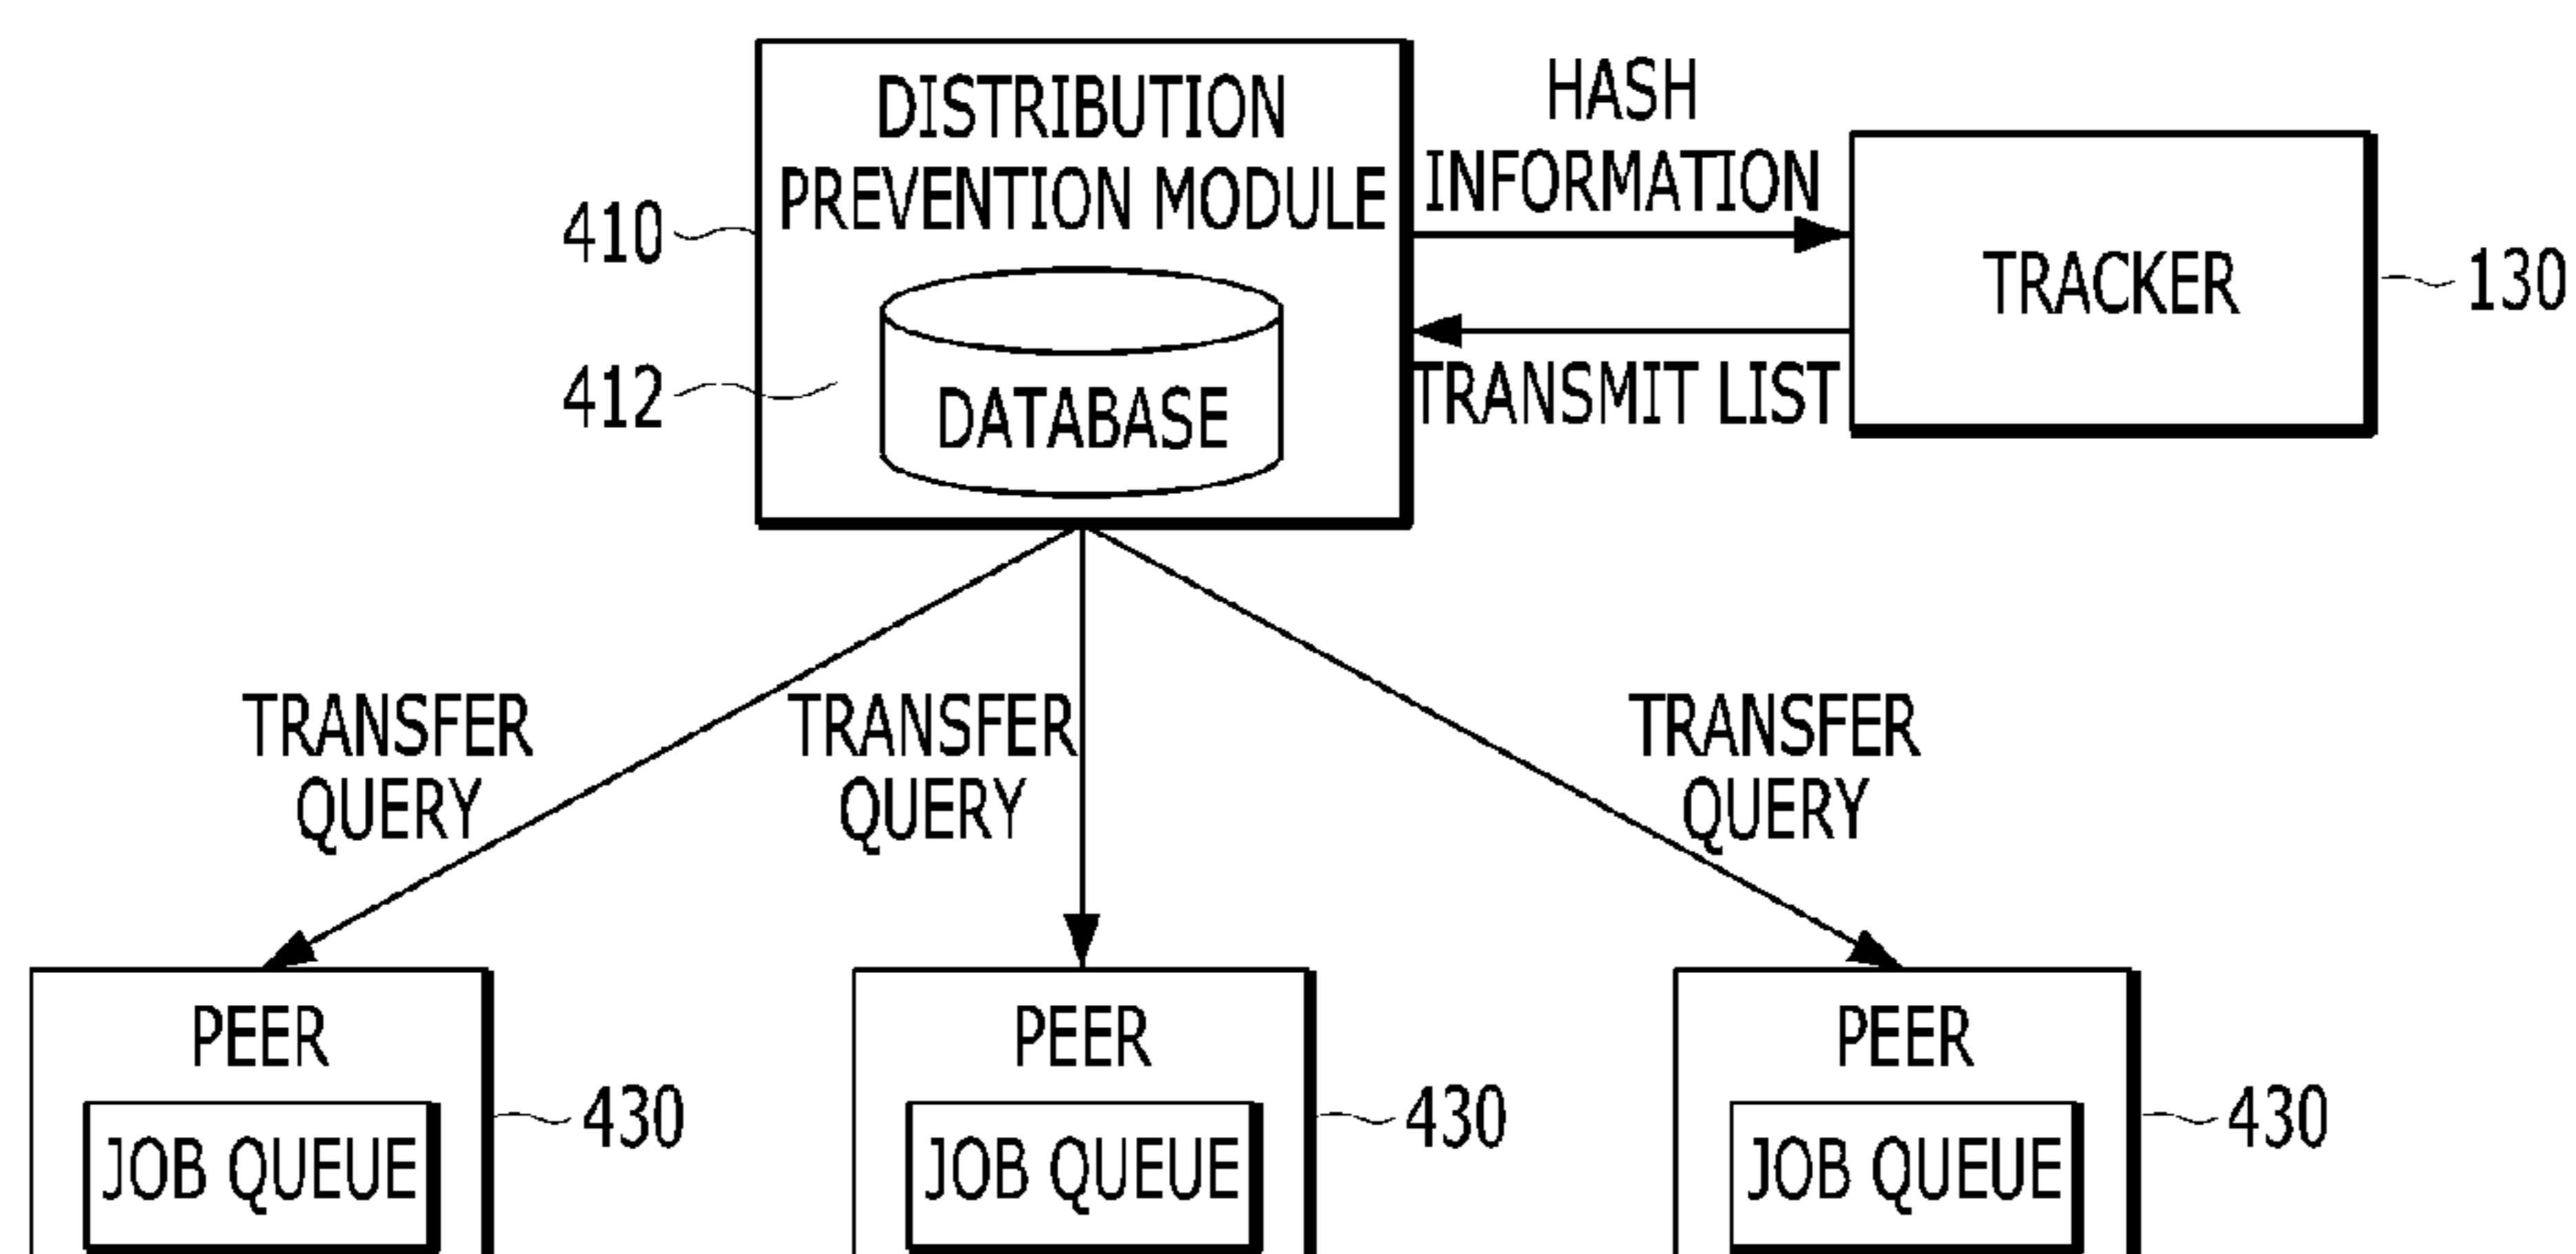 DISTRIBUTION
PREVENTION MODULE
410
412
DATABASE
HASH
INFORMATION
TRANSMIT LIST
TRACKER
130
TRANSFER
QUERY
TRANSFER
QUERY
TRANSFER
QUERY
PEER
JOB QUEUE
430
PEER
JOB QUEUE
430
PEER
JOB QUEUE
430